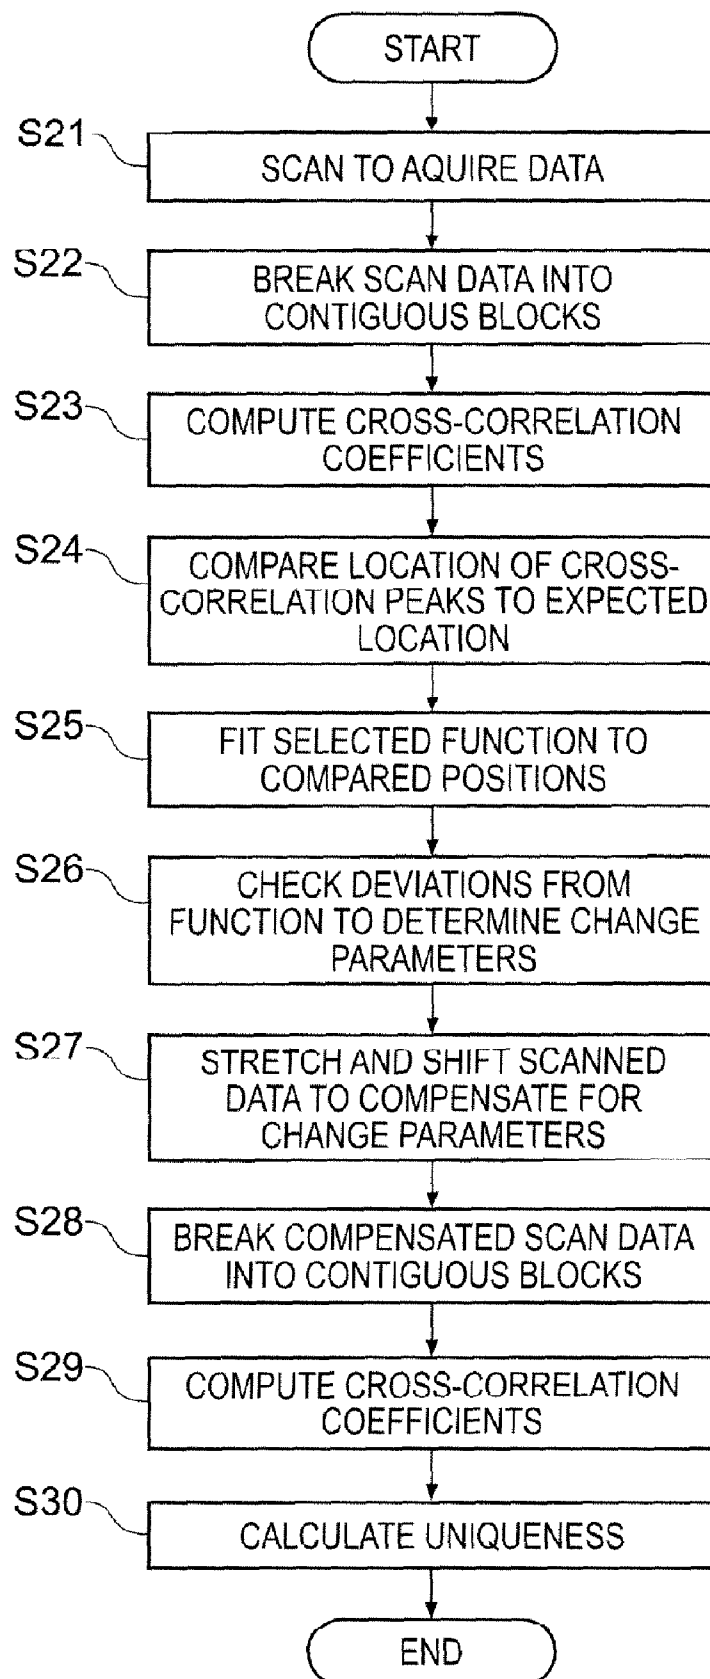 START
S21
SCAN TO AQUIRE DATA
S22
BREAK SCAN DATA INTO
CONTIGUOUS BLOCKS
S23
COMPUTE CROSS-CORRELATION
COEFFICIENTS
S24
COMPARE LOCATION OF CROSS-
CORRELATION PEAKS TO EXPECTED
LOCATION
S25
FIT SELECTED FUNCTION TO
COMPARED POSITIONS
S26
CHECK DEVIATIONS FROM
FUNCTION TO DETERMINE CHANGE
PARAMETERS
S27
STRETCH AND SHIFT SCANNED
DATA TO COMPENSATE FOR
CHANGE PARAMETERS
S28
BREAK COMPENSATED SCAN DATA
INTO CONTIGUOUS BLOCKS
S29
COMPUTE CROSS-CORRELATION
COEFFICIENTS
S30
CALCULATE UNIQUENESS
END